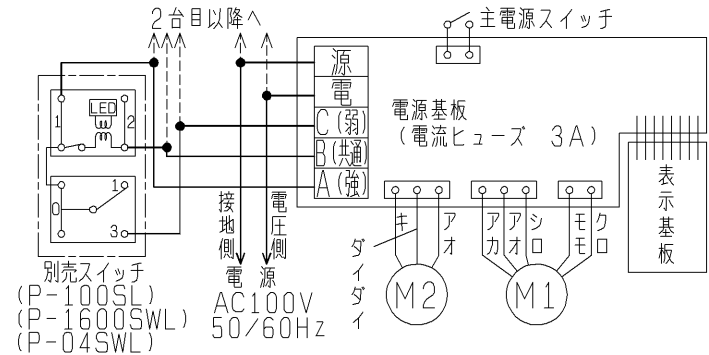 2台目以降へ
主電源スイッチ
源
電
C(弱)
B(共通)
A(強)
電源基板
(電流ヒューズ 3A)
LED
1
2
0
1
3
接地側
電圧側
電 源
AC100V
50/60Hz
キ
アオ
ダイダイ
アカ
アオ
シロ
モモ
クロ
表示基板
M2
M1
別売スイッチ
(P-100SL)
(P-1600SWL)
(P-04SWL)